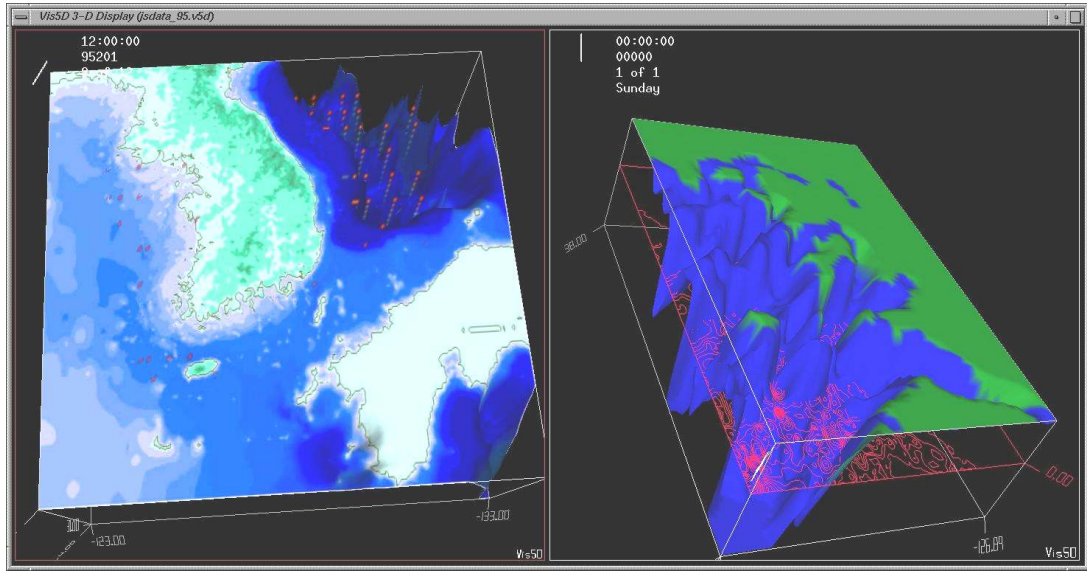 Vis5D 3-D Display (jsdata_95.v5d)
12:00:00
95201
-123.00
-133.00
Vis5D
00:00:00
00000
1 of 1
Sunday
38.00
0.00
-126.89
Vis5D